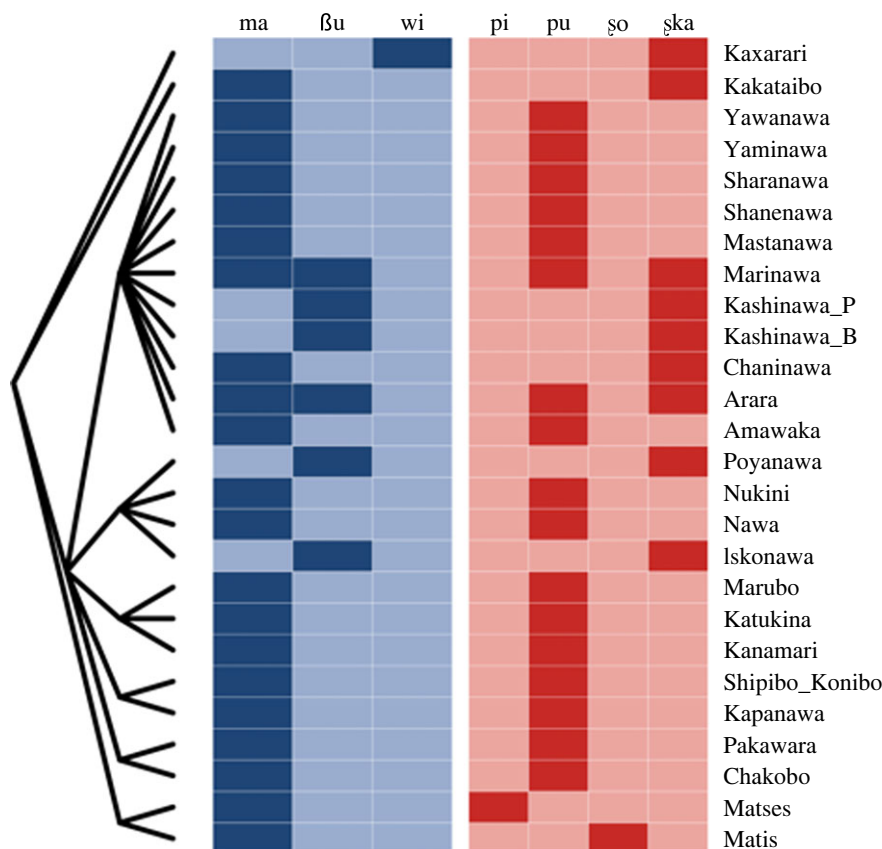 ma ßu wi pi pu ʂo ʂka
Kaxarari
Kakataibo
Yawanawa
Yaminawa
Sharanawa
Shanenawa
Mastanawa
Marinawa
Kashinawa_P
Kashinawa_B
Chaninawa
Arara
Amawaka
Poyanawa
Nukini
Nawa
lskonawa
Marubo
Katukina
Kanamari
Shipibo_Konibo
Kapanawa
Pakawara
Chakobo
Matses
Matis